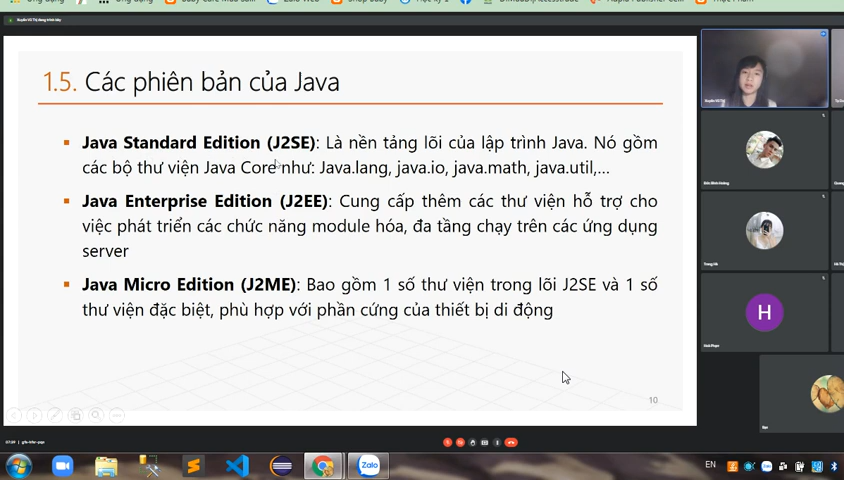 1.5. Các phiên bản của Java
▪ Java Standard Edition (J2SE): Là nền tảng lõi của lập trình Java. Nó gồm
các bộ thư viện Java Core như: Java.lang, java.io, java.math, java.util,...
▪ Java Enterprise Edition (J2EE): Cung cấp thêm các thư viện hỗ trợ cho
việc phát triển các chức năng module hóa, đa tầng chạy trên các ứng dụng
server
▪ Java Micro Edition (J2ME): Bao gồm 1 số thư viện trong lõi J2SE và 1 số
thư viện đặc biệt, phù hợp với phần cứng của thiết bị di động
10
H
Zalo
EN